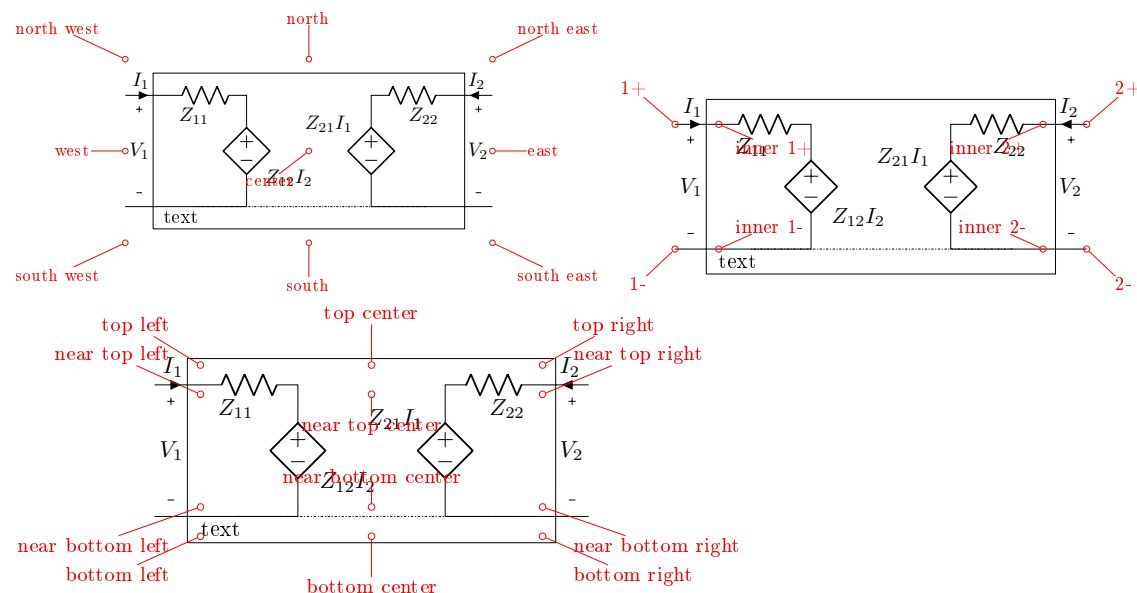 north
north west
north east
I₁
I₂
+
+
Z₁₁
Z₂₂
Z₂₁I₁
+
−
+
−
west
V₁
V₂
east
center
Z₁₂I₂
-
-
text
south west
south
south east
1+
2+
I₁
I₂
+
+
Z₁₁
inner 1+
inner 2+
Z₂₂
Z₂₁I₁
+
−
+
−
V₁
V₂
Z₁₂I₂
-
inner 1-
inner 2-
-
text
1-
2-
top left
top center
top right
near top left
near top right
I₁
I₂
+
+
Z₁₁
Z₂₂
Z₂₁I₁
near top center
+
−
+
−
V₁
V₂
near bottom center
Z₁₂I₂
-
-
text
near bottom left
near bottom right
bottom left
bottom center
bottom right